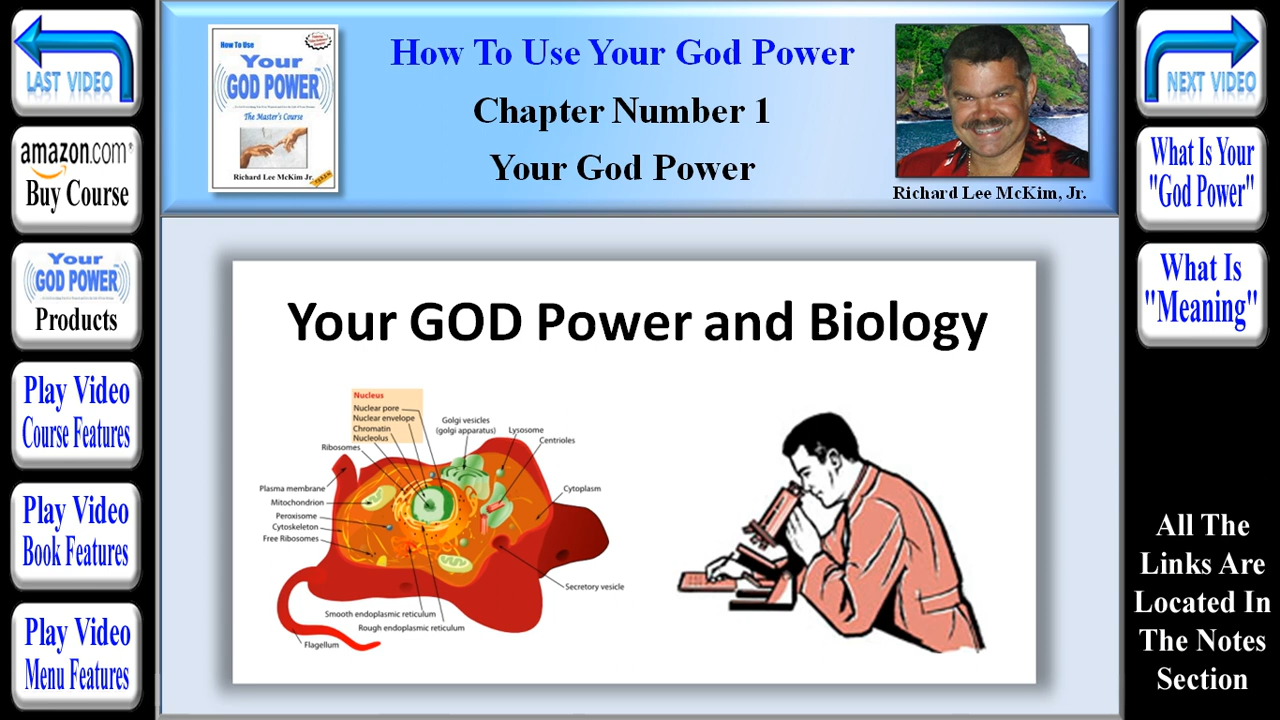 LAST VIDEO
amazon.com®
Buy Course
Your
GOD POWER
Products
Play Video
Course Features
Play Video
Book Features
Play Video
Menu Features
How To Use
Your
GOD POWER
The Master's Course
Richard Lee McKim Jr.
How To Use Your God Power
Chapter Number 1
Your God Power
Richard Lee McKim, Jr.
Your GOD Power and Biology
Nucleus
Nuclear pore
Nuclear envelope
Chromatin
Nucleolus
Ribosomes
Golgi vesicles
(golgi apparatus)
Lysosome
Centrioles
Plasma membrane
Mitochondrion
Peroxisome
Cytoskeleton
Free Ribosomes
Cytoplasm
Secretory vesicle
Smooth endoplasmic reticulum
Rough endoplasmic reticulum
Flagellum
NEXT VIDEO
What Is Your
"God Power"
What Is
"Meaning"
All The
Links Are
Located In
The Notes
Section